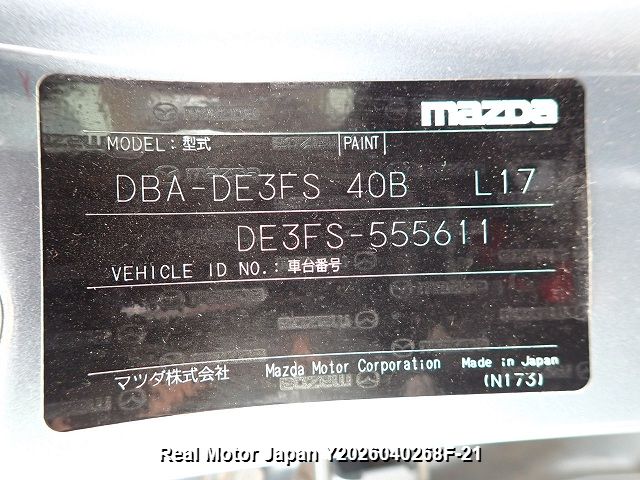 mazda
MODEL：型式 PAINT
DBA-DE3FS 40B L17
DE3FS-555611
VEHICLE ID NO.：車台番号
マツダ株式会社 Mazda Motor Corporation Made in Japan
(N173)
Real Motor Japan Y2026040268F-21